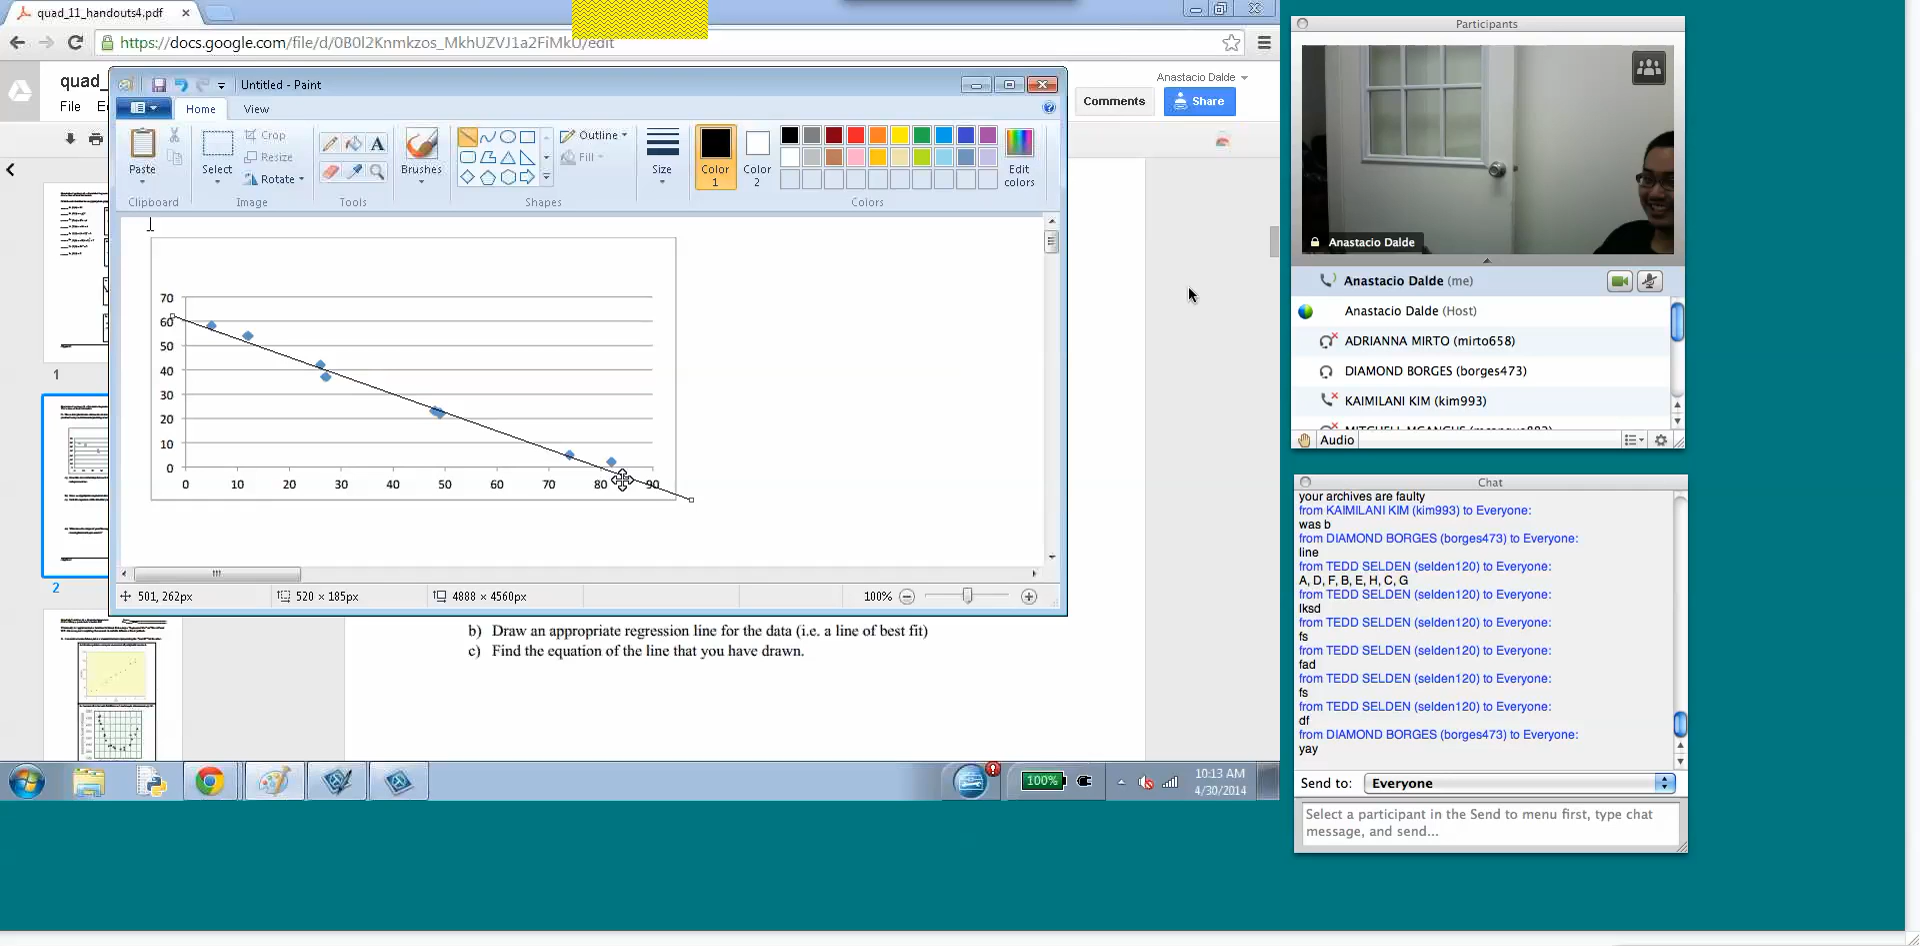 quad_11_handouts4.pdf
https://docs.google.com/file/d/0B0l2Knmkzos_MkhUZVJ1a2FiMkU/edit
quad_
File E
Anastacio Dalde
Comments
Share
Untitled - Paint
Home
View
Paste
Select
Crop
Resize
Rotate
Brushes
Outline
Fill
Size
Color 1
Color 2
Edit colors
Clipboard
Image
Tools
Shapes
Colors
70
60
50
40
30
20
10
0
0 10 20 30 40 50 60 70 80 90
501, 262px
520 × 185px
4888 × 4560px
100%
1
2
b) Draw an appropriate regression line for the data (i.e. a line of best fit)
c) Find the equation of the line that you have drawn.
100%
10:13 AM
4/30/2014
Participants
Anastacio Dalde
Anastacio Dalde (me)
Anastacio Dalde (Host)
ADRIANNA MIRTO (mirto658)
DIAMOND BORGES (borges473)
KAIMILANI KIM (kim993)
Audio
Chat
your archives are faulty
from KAIMILANI KIM (kim993) to Everyone:
was b
from DIAMOND BORGES (borges473) to Everyone:
line
from TEDD SELDEN (selden120) to Everyone:
A, D, F, B, E, H, C, G
from TEDD SELDEN (selden120) to Everyone:
lksd
from TEDD SELDEN (selden120) to Everyone:
fs
from TEDD SELDEN (selden120) to Everyone:
fad
from TEDD SELDEN (selden120) to Everyone:
fs
from TEDD SELDEN (selden120) to Everyone:
df
from DIAMOND BORGES (borges473) to Everyone:
yay
Send to: Everyone
Select a participant in the Send to menu first, type chat
message, and send...